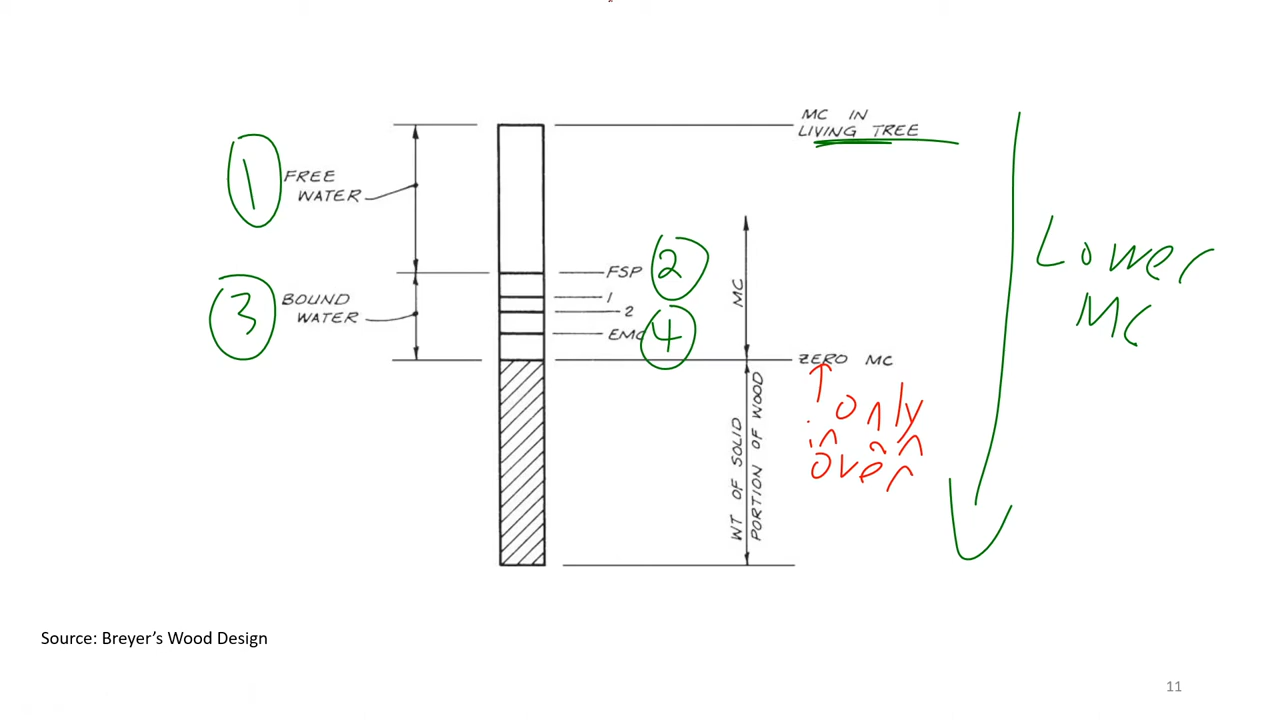 MC IN
LIVING TREE
1
FREE
WATER
Lower
MC
FSP
2
1
2
EMC
4
3
BOUND
WATER
MC
ZERO MC
only
in an
oven
WT OF SOLID
PORTION OF WOOD
Source: Breyer’s Wood Design
11